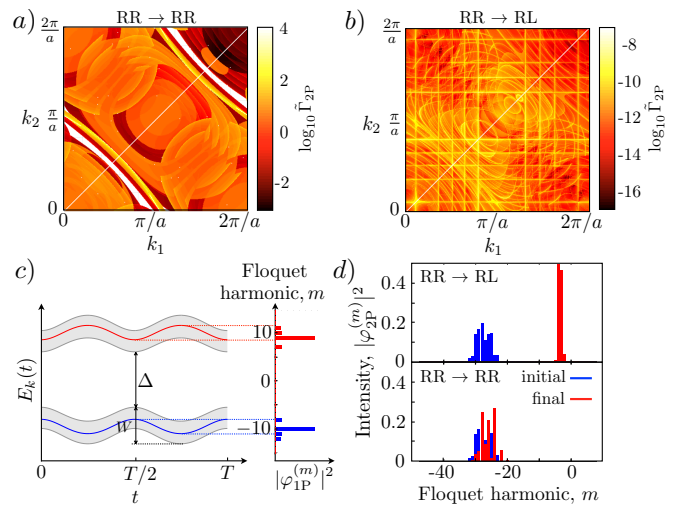 a) RR → RR
2π/a
k₂ π/a
0
0 π/a 2π/a
k₁
4
2
0
−2
log₁₀ Γ̃₂P
b) RR → RL
2π/a
k₂ π/a
0
0 π/a 2π/a
k₁
−8
−10
−12
−14
−16
log₁₀ Γ̃₂P
c) Floquet
harmonic, m
E_k(t)
Δ
W
10
0
−10
0 T/2 T
t
|φ₁P^(m)|²
d)
RR → RL
0.4
0.2
0
RR → RR
initial
final
0.4
0.2
0
Intensity, |φ₂P^(m)|²
−40 −20 0
Floquet harmonic, m